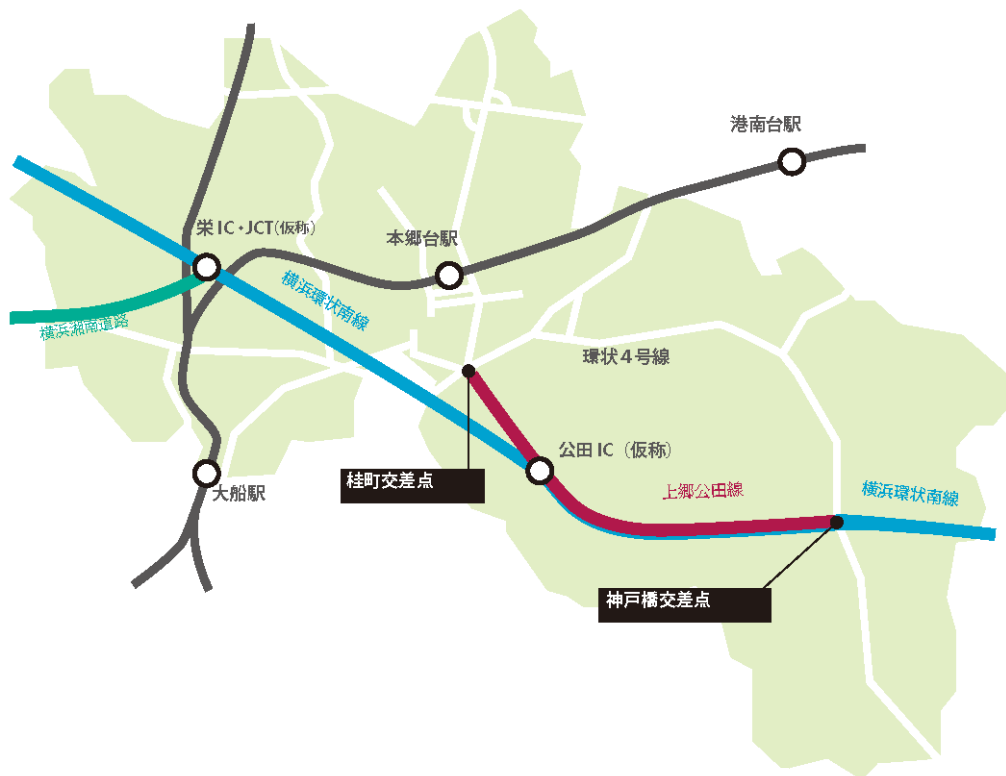 港南台駅
栄IC・JCT(仮称)
本郷台駅
横浜環状南線
横浜湘南道路
環状4号線
公田IC（仮称）
桂町交差点
大船駅
上郷公田線
横浜環状南線
神戸橋交差点